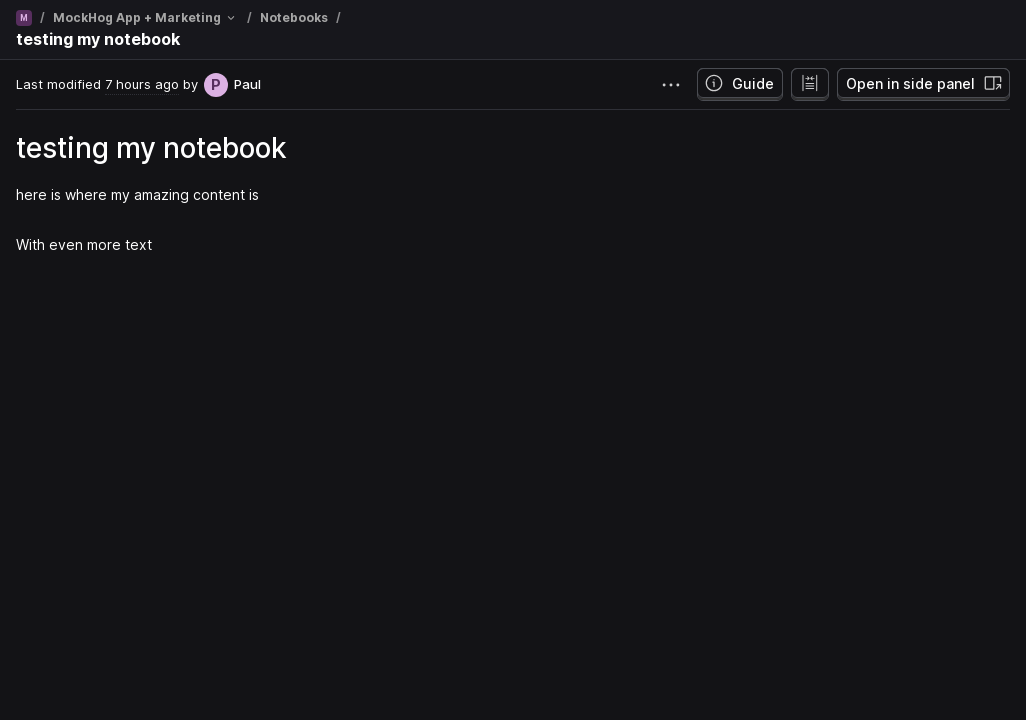 M / MockHog App + Marketing / Notebooks /
testing my notebook
Last modified 7 hours ago by P Paul
Guide
Open in side panel
testing my notebook
here is where my amazing content is
With even more text